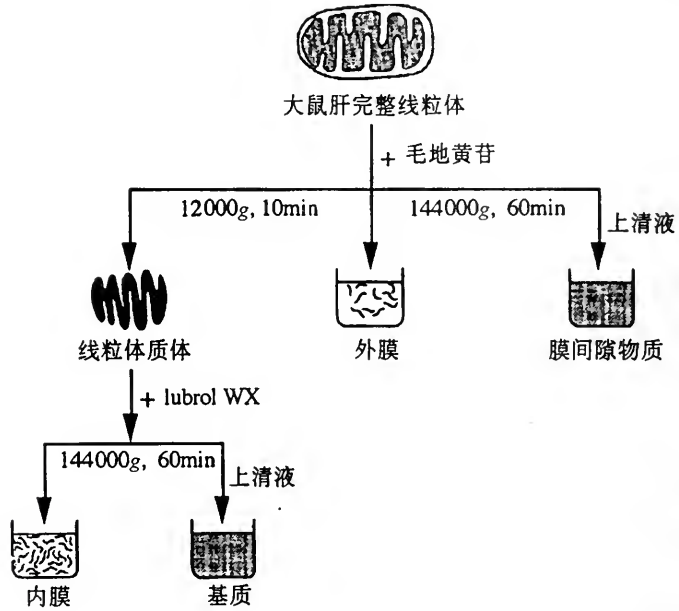 大鼠肝完整线粒体
+ 毛地黄苷
12000g, 10min
144000g, 60min
上清液
线粒体质体
外膜
膜间隙物质
+ lubrol WX
144000g, 60min
上清液
内膜
基质